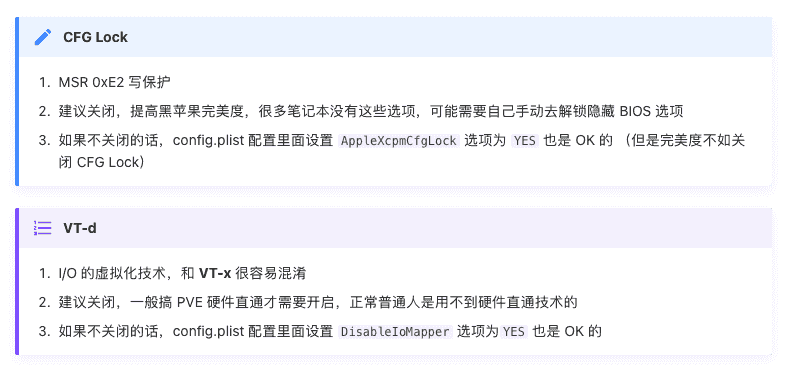 CFG Lock
1. MSR 0xE2 写保护
2. 建议关闭，提高黑苹果完美度，很多笔记本没有这些选项，可能需要自己手动去解锁隐藏 BIOS 选项
3. 如果不关闭的话，config.plist 配置里面设置 AppleXcpmCfgLock 选项为 YES 也是 OK 的 （但是完美度不如关
闭 CFG Lock）
VT-d
1. I/O 的虚拟化技术，和 VT-x 很容易混淆
2. 建议关闭，一般搞 PVE 硬件直通才需要开启，正常普通人是用不到硬件直通技术的
3. 如果不关闭的话，config.plist 配置里面设置 DisableIoMapper 选项为 YES 也是 OK 的